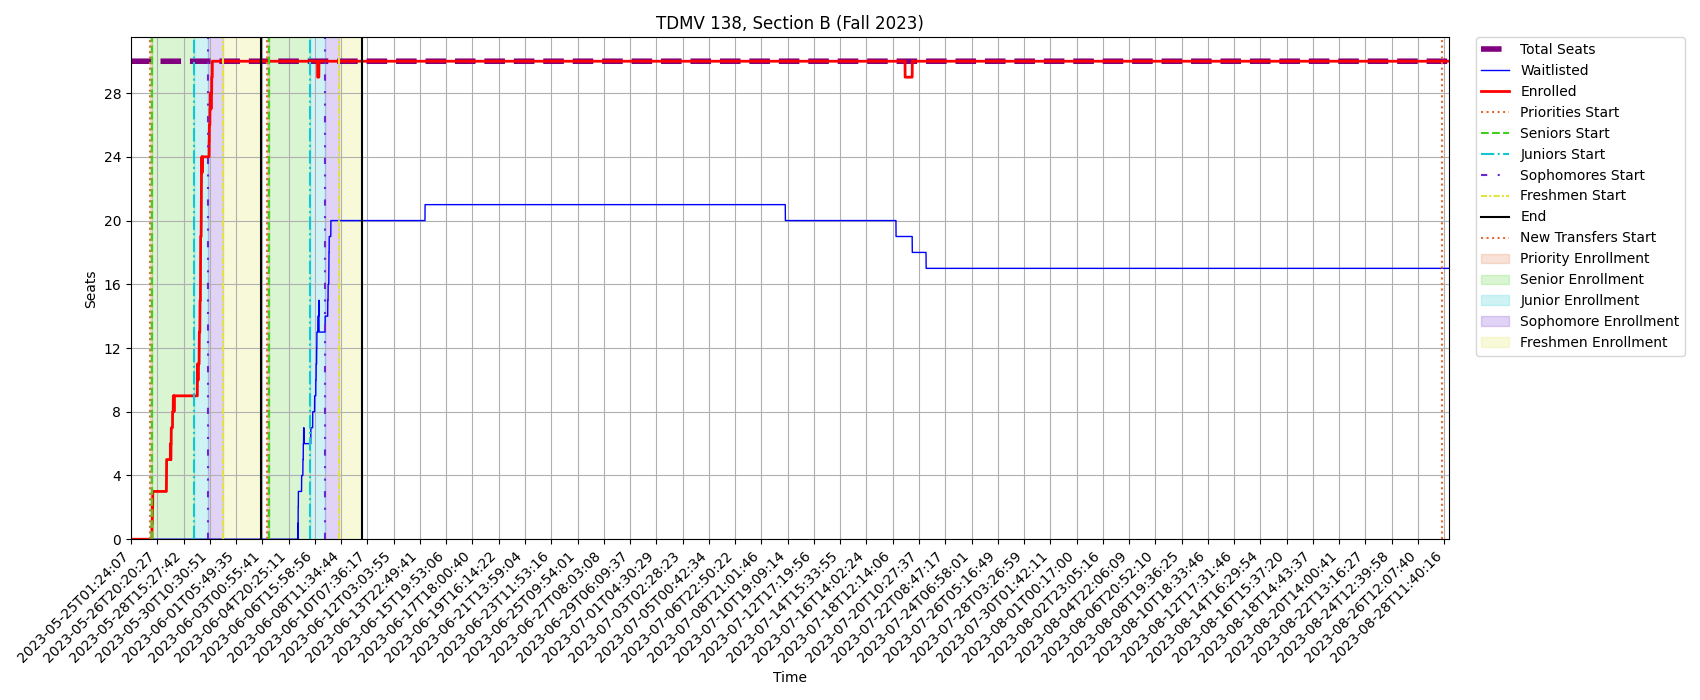 TDMV 138, Section B (Fall 2023)
Total Seats
Waitlisted
Enrolled
Priorities Start
Seniors Start
Juniors Start
Sophomores Start
Freshmen Start
End
New Transfers Start
Priority Enrollment
Senior Enrollment
Junior Enrollment
Sophomore Enrollment
Freshmen Enrollment
Seats
28
24
20
16
12
8
4
0
2023-05-25T01:24:07
2023-05-26T20:20:27
2023-05-28T15:27:42
2023-05-30T10:30:51
2023-06-01T05:49:35
2023-06-03T00:55:41
2023-06-04T20:25:11
2023-06-06T15:58:56
2023-06-08T11:34:44
2023-06-10T07:36:17
2023-06-12T03:03:55
2023-06-13T22:49:41
2023-06-15T19:53:06
2023-06-17T18:00:40
2023-06-19T16:14:22
2023-06-21T13:59:04
2023-06-23T11:53:16
2023-06-25T09:54:01
2023-06-27T08:03:08
2023-06-29T06:09:37
2023-07-01T04:30:29
2023-07-03T02:28:23
2023-07-05T00:42:34
2023-07-06T22:50:22
2023-07-08T21:01:46
2023-07-10T19:09:14
2023-07-12T17:19:56
2023-07-14T15:33:55
2023-07-16T14:02:24
2023-07-18T12:14:06
2023-07-20T10:27:37
2023-07-22T08:47:17
2023-07-24T06:58:01
2023-07-26T05:16:49
2023-07-28T03:26:59
2023-07-30T01:42:11
2023-08-01T00:17:00
2023-08-02T23:05:16
2023-08-04T22:06:09
2023-08-06T20:52:10
2023-08-08T19:36:25
2023-08-10T18:33:46
2023-08-12T17:31:46
2023-08-14T16:29:54
2023-08-16T15:37:20
2023-08-18T14:43:37
2023-08-20T14:00:41
2023-08-22T13:16:27
2023-08-24T12:39:58
2023-08-26T12:07:40
2023-08-28T11:40:16
Time